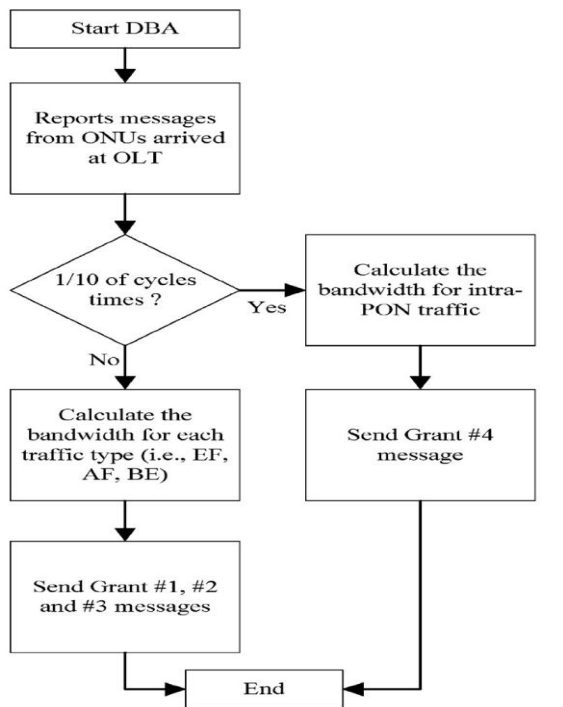 Start DBA
Reports messages
from ONUs arrived
at OLT
1/10 of cycles
times ?
Yes
No
Calculate the
bandwidth for intra-
PON traffic
Calculate the
bandwidth for each
traffic type (i.e., EF,
AF, BE)
Send Grant #4
message
Send Grant #1, #2
and #3 messages
End